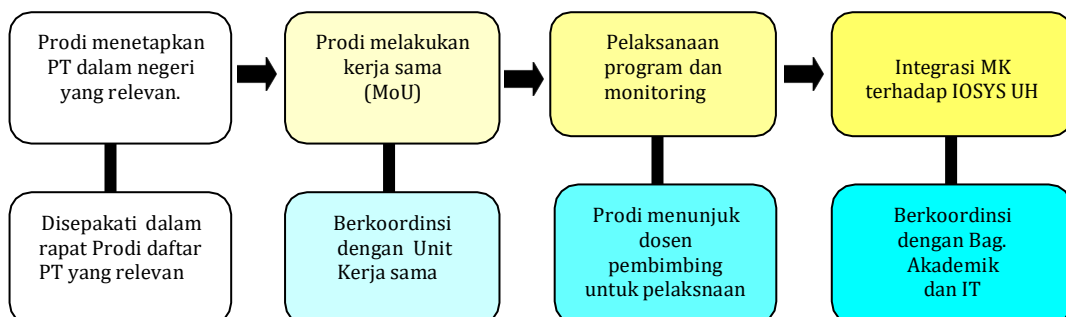 Prodi menetapkan
PT dalam negeri
yang relevan.
Prodi melakukan
kerja sama
(MoU)
Pelaksanaan
program dan
monitoring
Integrasi MK
terhadap IOSYS UH
Disepakati dalam
rapat Prodi daftar
PT yang relevan
Berkoordinsi
dengan Unit
Kerja sama
Prodi menunjuk
dosen
pembimbing
untuk pelaksnaan
Berkoordinsi
dengan Bag.
Akademik
dan IT